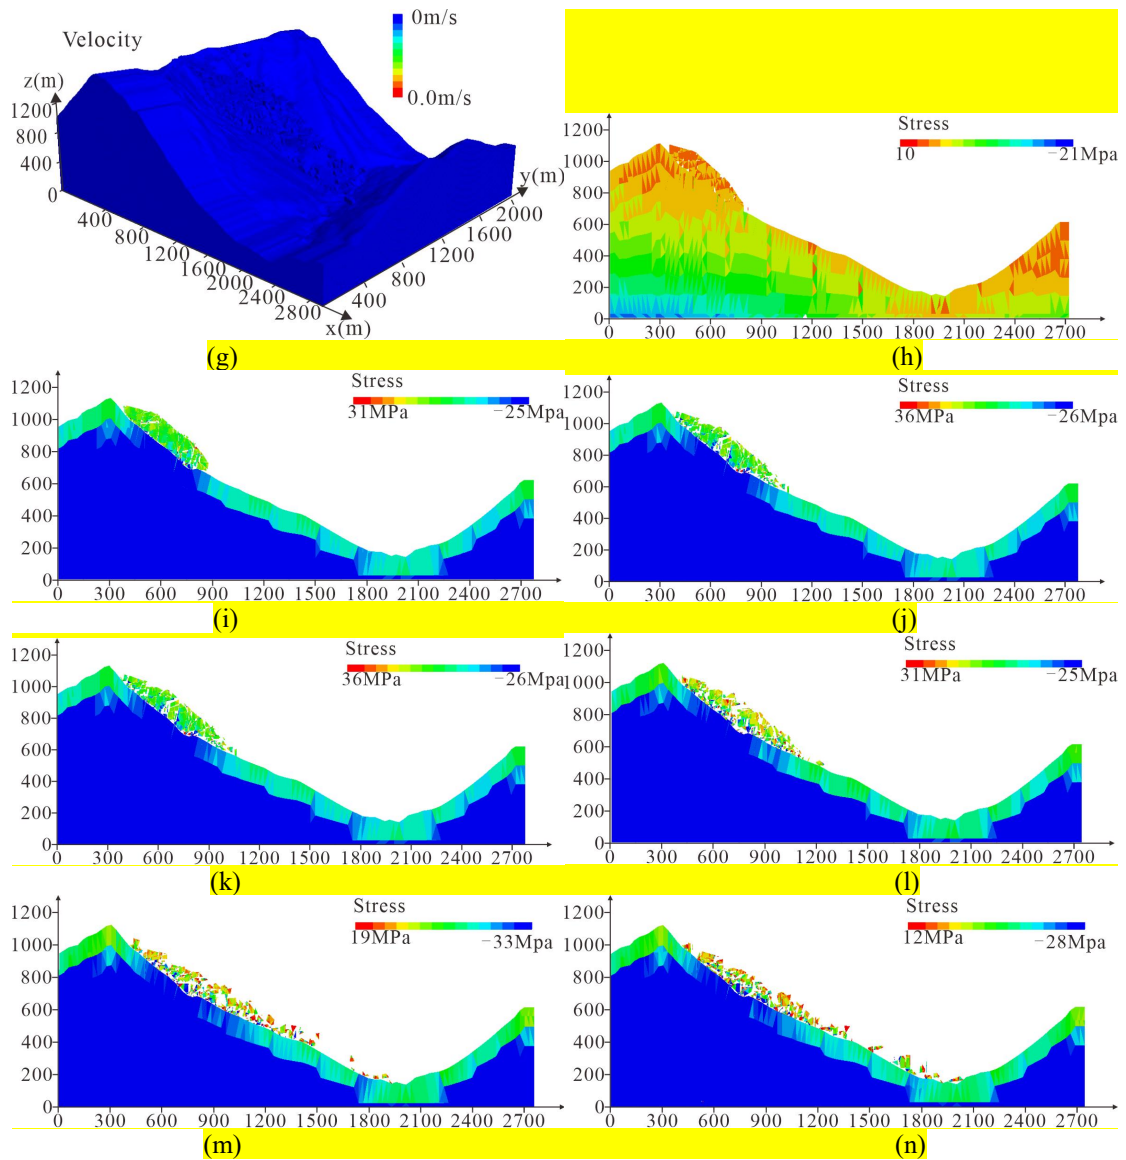 Velocity
0m/s
0.0m/s
z(m)
1200
800
400
0
400
800
1200
1600
2000
2400
2800
x(m)
400
800
1200
1600
2000
y(m)
(g)
Stress
10
−21Mpa
1200
1000
800
600
400
200
0
0 300 600 900 1200 1500 1800 2100 2400 2700
(h)
Stress
31MPa
−25Mpa
1200
1000
800
600
400
200
0
0 300 600 900 1200 1500 1800 2100 2400 2700
(i)
Stress
36MPa
−26Mpa
1200
1000
800
600
400
200
0
0 300 600 900 1200 1500 1800 2100 2400 2700
(j)
Stress
36MPa
−26Mpa
1200
1000
800
600
400
200
0
0 300 600 900 1200 1500 1800 2100 2400 2700
(k)
Stress
31MPa
−25Mpa
1200
1000
800
600
400
200
0
0 300 600 900 1200 1500 1800 2100 2400 2700
(l)
Stress
19MPa
−33Mpa
1200
1000
800
600
400
200
0
0 300 600 900 1200 1500 1800 2100 2400 2700
(m)
Stress
12MPa
−28Mpa
1200
1000
800
600
400
200
0
0 300 600 900 1200 1500 1800 2100 2400 2700
(n)